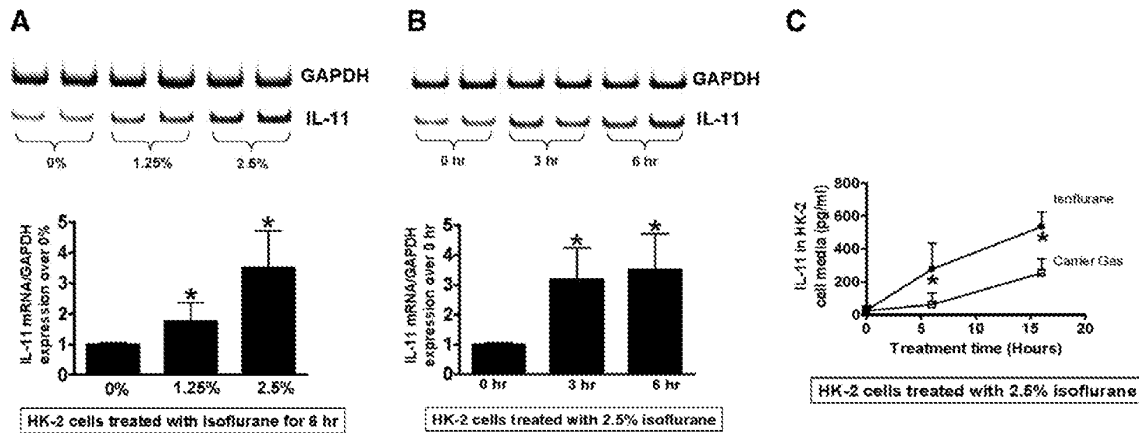 A
GAPDH
IL-11
0% 1.25% 2.5%
IL-11 mRNA/GAPDH
expression over 0%
5
4
3
2
1
0
* *
0% 1.25% 2.5%
HK-2 cells treated with isoflurane for 6 hr
B
GAPDH
IL-11
0 hr 3 hr 6 hr
IL-11 mRNA/GAPDH
expression over 0 hr
5
4
3
2
1
0
* *
0 hr 3 hr 6 hr
HK-2 cells treated with 2.5% isoflurane
C
IL-11 in HK-2
cell media (pg/ml)
800
600
400
200
0
Isoflurane
*
*
Carrier Gas
0 5 10 15 20
Treatment time (Hours)
HK-2 cells treated with 2.5% isoflurane